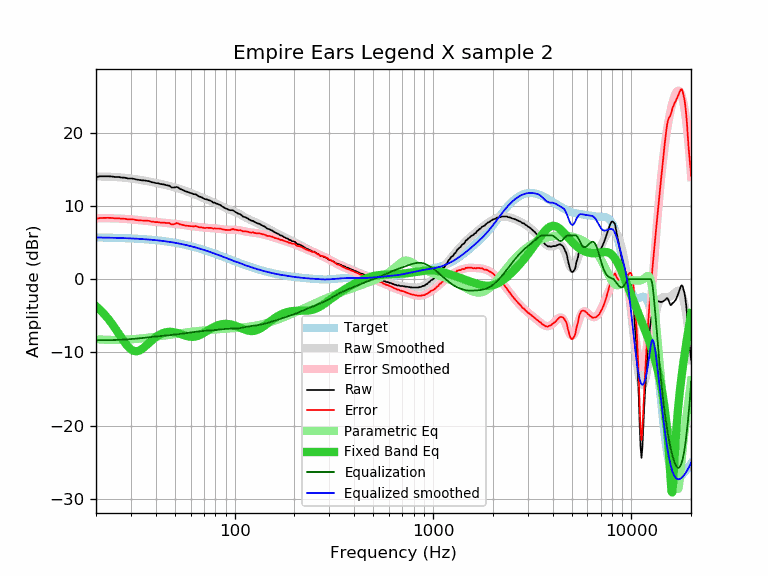 Empire Ears Legend X sample 2
20
10
0
−10
−20
−30
Amplitude (dBr)
Target
Raw Smoothed
Error Smoothed
Raw
Error
Parametric Eq
Fixed Band Eq
Equalization
Equalized smoothed
100
1000
10000
Frequency (Hz)